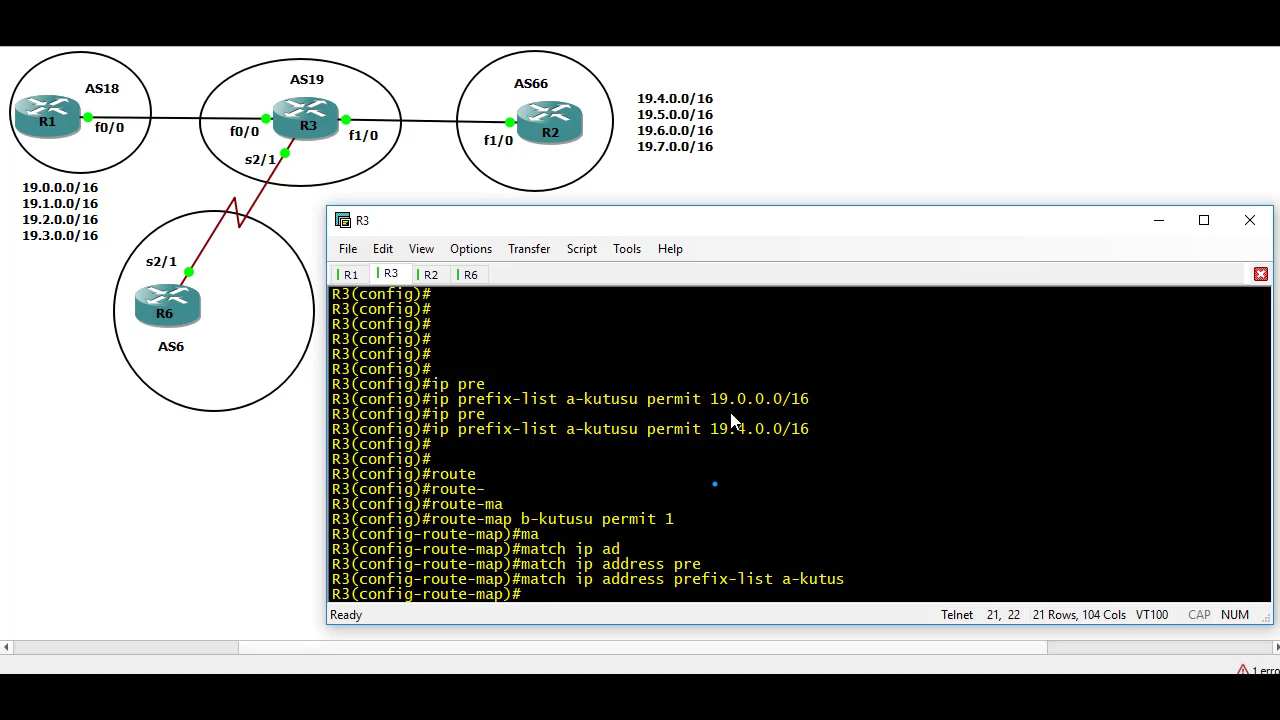 AS18
R1
f0/0
19.0.0.0/16
19.1.0.0/16
19.2.0.0/16
19.3.0.0/16
AS19
f0/0
R3
f1/0
s2/1
AS66
f1/0
R2
19.4.0.0/16
19.5.0.0/16
19.6.0.0/16
19.7.0.0/16
s2/1
R6
AS6
R3
File Edit View Options Transfer Script Tools Help
R1 R3 R2 R6
R3(config)#
R3(config)#
R3(config)#
R3(config)#
R3(config)#
R3(config)#
R3(config)#ip pre
R3(config)#ip prefix-list a-kutusu permit 19.0.0.0/16
R3(config)#ip pre
R3(config)#ip prefix-list a-kutusu permit 19.4.0.0/16
R3(config)#
R3(config)#
R3(config)#route
R3(config)#route-
R3(config)#route-ma
R3(config)#route-map b-kutusu permit 1
R3(config-route-map)#ma
R3(config-route-map)#match ip ad
R3(config-route-map)#match ip address pre
R3(config-route-map)#match ip address prefix-list a-kutus
R3(config-route-map)#
Ready Telnet 21, 22 21 Rows, 104 Cols VT100 CAP NUM
1 erro